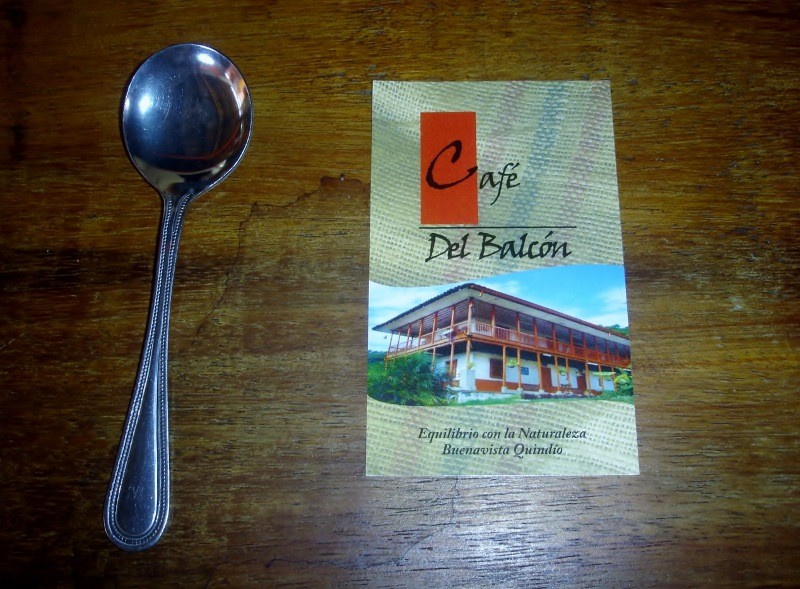 Café
Del Balcón
Equilibrio con la Naturaleza
Buenavista Quindío